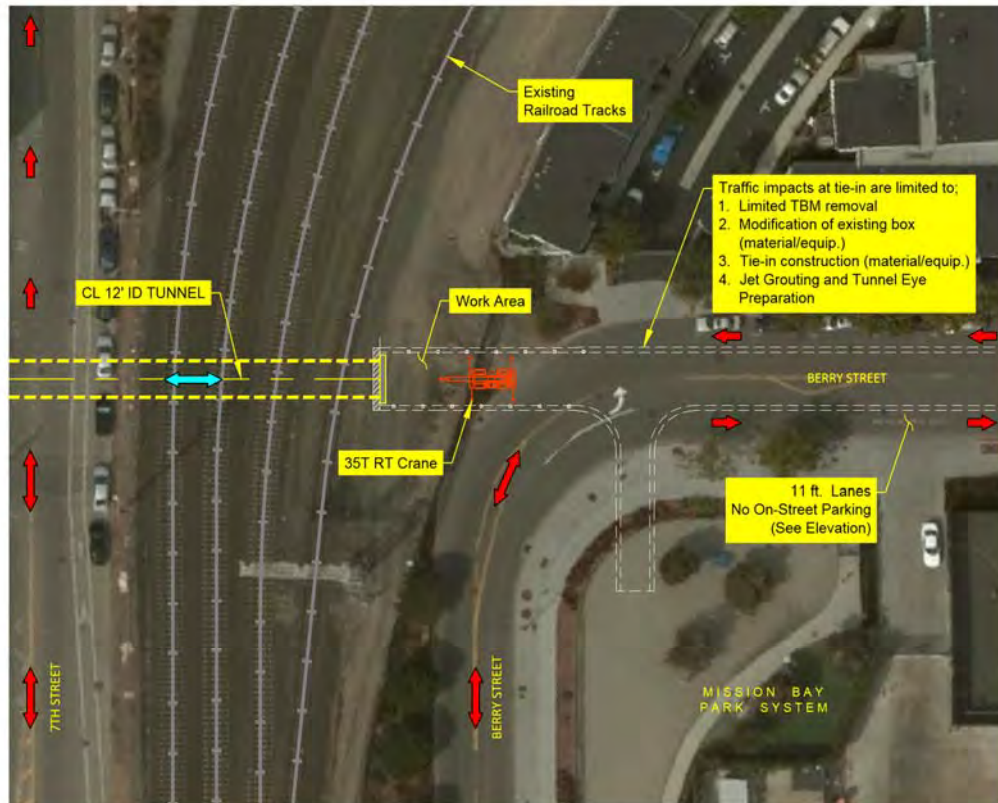 Existing
Railroad Tracks
Traffic impacts at tie-in are limited to;
1. Limited TBM removal
2. Modification of existing box
(material/equip.)
3. Tie-in construction (material/equip.)
4. Jet Grouting and Tunnel Eye
Preparation
CL 12' ID TUNNEL
Work Area
BERRY STREET
35T RT Crane
11 ft. Lanes
No On-Street Parking
(See Elevation)
7TH STREET
BERRY STREET
MISSION BAY
PARK SYSTEM